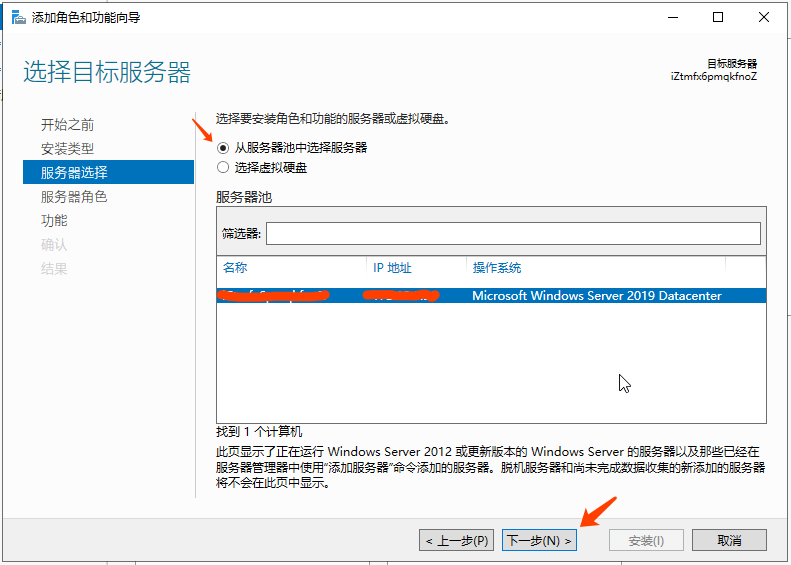 添加角色和功能向导
选择目标服务器
目标服务器
iZtmfx6pmqkfnoZ
开始之前
安装类型
服务器选择
服务器角色
功能
确认
结果
选择要安装角色和功能的服务器或虚拟硬盘。
从服务器池中选择服务器
选择虚拟硬盘
服务器池
筛选器:
名称 IP 地址 操作系统
Microsoft Windows Server 2019 Datacenter
找到 1 个计算机
此页显示了正在运行 Windows Server 2012 或更新版本的 Windows Server 的服务器以及那些已经在
服务器管理器中使用"添加服务器"命令添加的服务器。脱机服务器和尚未完成数据收集的新添加的服务器
将不会在此页中显示。
< 上一步(P) 下一步(N) > 安装(I) 取消